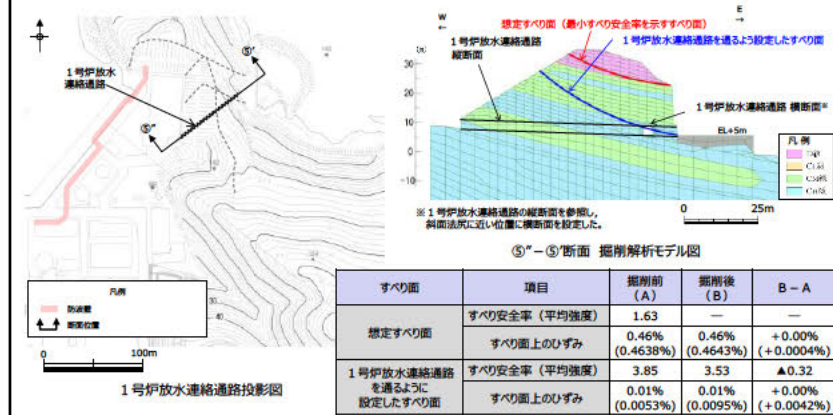 ⑤'
1号炉放水
連絡通路
⑤"
凡例
防波壁
断面位置
0 100m
1号炉放水連絡通路投影図
W
E
想定すべり面（最小すべり安全率を示すすべり面）
1号炉放水連絡通路を通るよう設定したすべり面
1号炉放水連絡通路
縦断面
1号炉放水連絡通路 横断面※
(m)
30
20
10
0
-10
EL+5m
凡 例
※1号炉放水連絡通路の縦断面を参照し，
斜面法尻に近い位置に横断面を設定した。
0 25m
⑤"－⑤'断面 掘削解析モデル図
すべり面 項目 掘削前（A） 掘削後（B） B－A
想定すべり面 すべり安全率（平均強度） 1.63 － －
すべり面上のひずみ 0.46% 0.46% +0.00%
(0.4638%) (0.4643%) (+0.0004%)
1号炉放水連絡通路を通るように設定したすべり面 すべり安全率（平均強度） 3.85 3.53 ▲0.32
すべり面上のひずみ 0.01% 0.01% +0.00%
(0.0053%) (0.0095%) (+0.0042%)